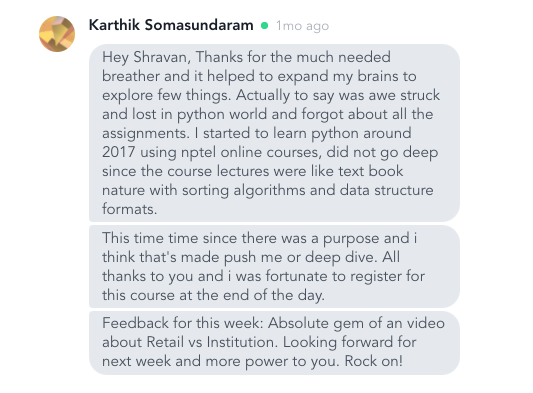 Karthik Somasundaram 1mo ago
Hey Shravan, Thanks for the much needed
breather and it helped to expand my brains to
explore few things. Actually to say was awe struck
and lost in python world and forgot about all the
assignments. I started to learn python around
2017 using nptel online courses, did not go deep
since the course lectures were like text book
nature with sorting algorithms and data structure
formats.
This time time since there was a purpose and i
think that's made push me or deep dive. All
thanks to you and i was fortunate to register for
this course at the end of the day.
Feedback for this week: Absolute gem of an video
about Retail vs Institution. Looking forward for
next week and more power to you. Rock on!